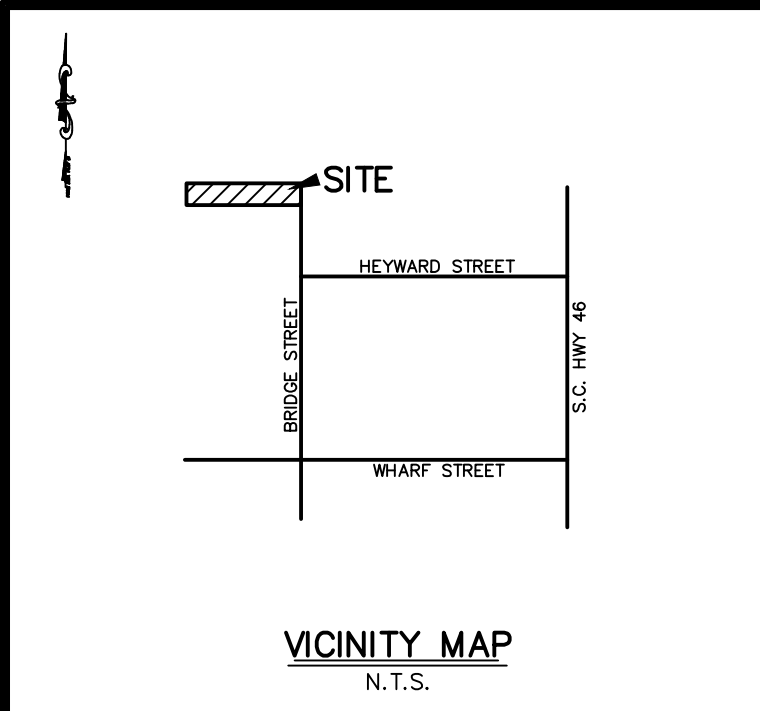 SITE
HEYWARD STREET
BRIDGE STREET
S.C. HWY 46
WHARF STREET
VICINITY MAP
N.T.S.